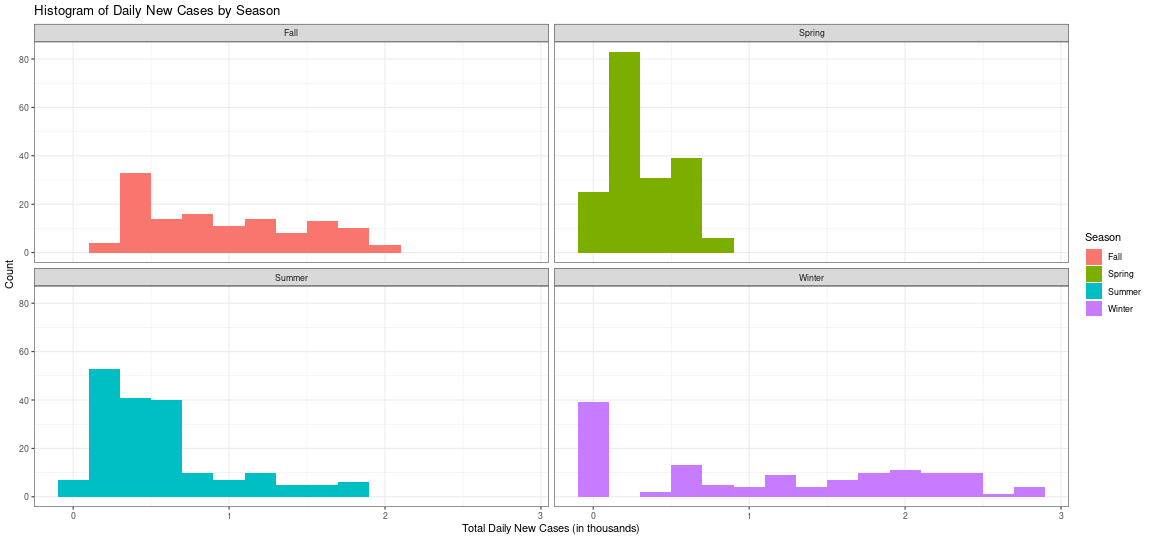 Histogram of Daily New Cases by Season
Fall
Spring
80
60
40
20
0
Summer
Winter
80
60
40
20
0
0
1
2
3
0
1
2
3
Total Daily New Cases (in thousands)
Count
Season
Fall
Spring
Summer
Winter